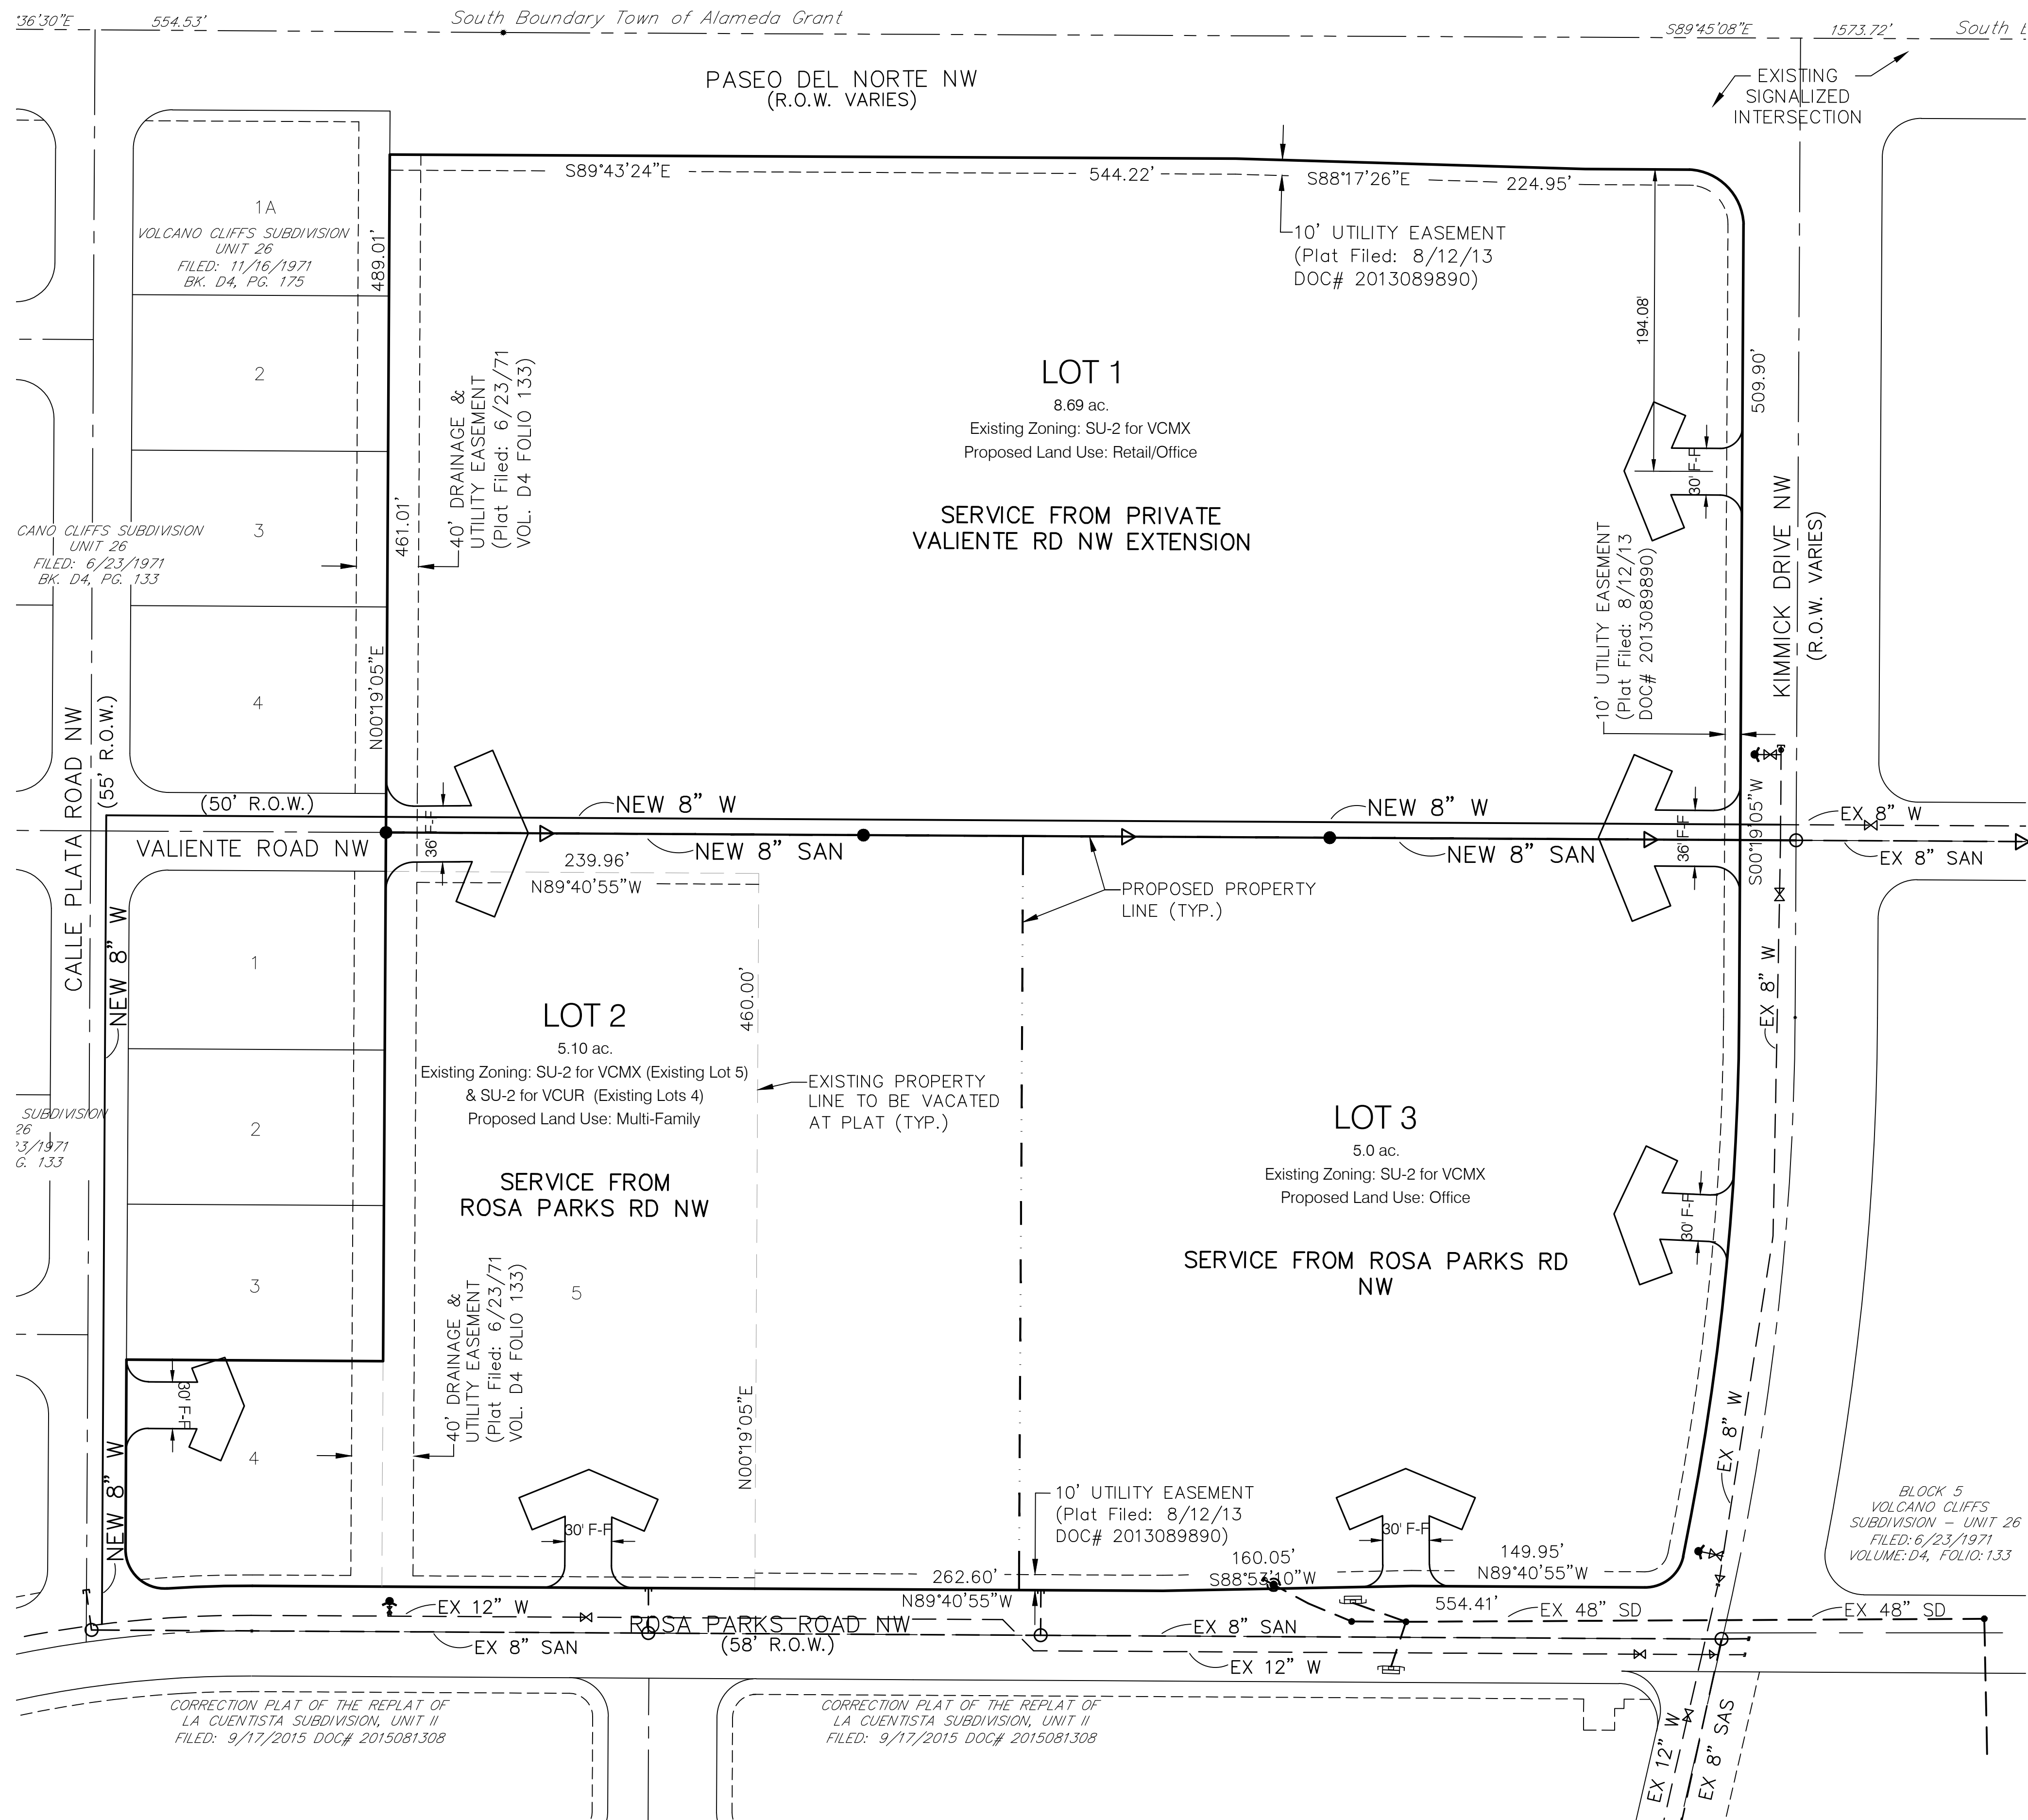 °36'30"E
554.53'
South Boundary Town of Alameda Grant
S89°45'08"E
1573.72'
South
PASEO DEL NORTE NW
(R.O.W. VARIES)
EXISTING
SIGNALIZED
INTERSECTION
S89°43'24"E
544.22'
S88°17'26"E
224.95'
1A
VOLCANO CLIFFS SUBDIVISION
UNIT 26
FILED: 11/16/1971
BK. D4, PG. 175
489.01'
10' UTILITY EASEMENT
(Plat Filed: 8/12/13
DOC# 2013089890)
194.08'
2
40' DRAINAGE &
UTILITY EASEMENT
(Plat Filed: 6/23/71
VOL. D4 FOLIO 133)
LOT 1
8.69 ac.
Existing Zoning: SU-2 for VCMX
Proposed Land Use: Retail/Office
SERVICE FROM PRIVATE
VALIENTE RD NW EXTENSION
509.90'
30' F-F
KIMMICK DRIVE NW
(R.O.W. VARIES)
461.01'
3
CANO CLIFFS SUBDIVISION
UNIT 26
FILED: 6/23/1971
BK. D4, PG. 133
10' UTILITY EASEMENT
(Plat Filed: 8/12/13
DOC# 2013089890)
N00°19'05"E
4
CALLE PLATA ROAD NW
(55' R.O.W.)
(50' R.O.W.)
VALIENTE ROAD NW
36' F-F
NEW 8" W
NEW 8" W
NEW 8" SAN
NEW 8" SAN
36' F-F
S00°19'05"W
EX 8" W
EX 8" SAN
239.96'
N89°40'55"W
PROPOSED PROPERTY
LINE (TYP.)
NEW 8" W
1
EX 8" W
460.00'
LOT 2
5.10 ac.
Existing Zoning: SU-2 for VCMX (Existing Lot 5)
& SU-2 for VCUR (Existing Lots 4)
Proposed Land Use: Multi-Family
SERVICE FROM
ROSA PARKS RD NW
EXISTING PROPERTY
LINE TO BE VACATED
AT PLAT (TYP.)
SUBDIVISION
26
23/1971
G. 133
2
LOT 3
5.0 ac.
Existing Zoning: SU-2 for VCMX
Proposed Land Use: Office
SERVICE FROM ROSA PARKS RD
NW
30' F-F
3
5
40' DRAINAGE &
UTILITY EASEMENT
(Plat Filed: 6/23/71
VOL. D4 FOLIO 133)
30' F-F
4
N00°19'05"E
NEW 8" W
EX 8" W
30' F-F
10' UTILITY EASEMENT
(Plat Filed: 8/12/13
DOC# 2013089890)
30' F-F
BLOCK 5
VOLCANO CLIFFS
SUBDIVISION – UNIT 26
FILED: 6/23/1971
VOLUME: D4, FOLIO: 133
262.60'
N89°40'55"W
160.05'
S88°53'10"W
149.95'
N89°40'55"W
554.41'
EX 12" W
ROSA PARKS ROAD NW
(58' R.O.W.)
EX 8" SAN
EX 8" SAN
EX 12" W
EX 48" SD
EX 48" SD
CORRECTION PLAT OF THE REPLAT OF
LA CUENTISTA SUBDIVISION, UNIT II
FILED: 9/17/2015 DOC# 2015081308
CORRECTION PLAT OF THE REPLAT OF
LA CUENTISTA SUBDIVISION, UNIT II
FILED: 9/17/2015 DOC# 2015081308
EX 12" W
EX 8" SAS